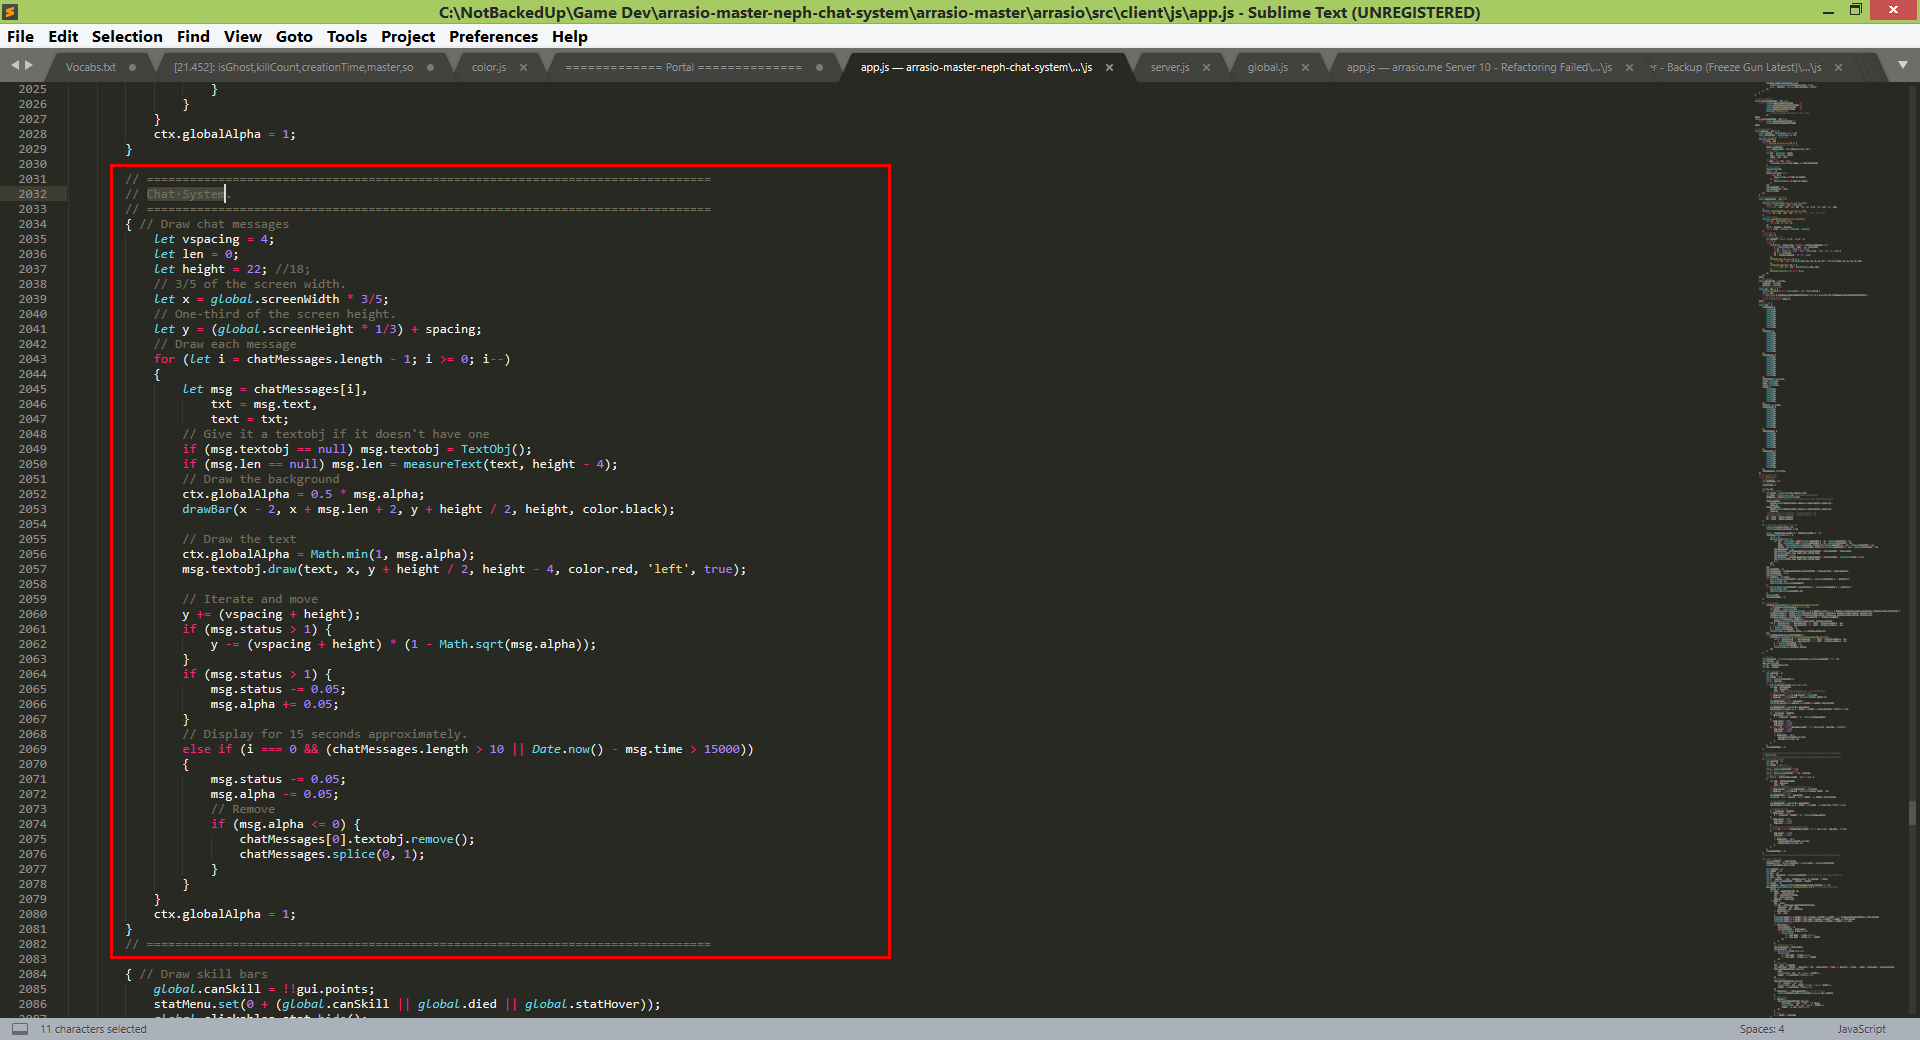 C:\NotBackedUp\Game Dev\arrasio-master-neph-chat-system\arrasio-master\arrasio\src\client\js\app.js - Sublime Text (UNREGISTERED)
File Edit Selection Find View Goto Tools Project Preferences Help
Vocabs.txt [21.452]: isGhost,killCount,creationTime,master,so color.js ============= Portal ============== app.js — arrasio-master-neph-chat-system\...\js server.js global.js app.js — arrasio.me Server 10 - Refactoring Failed\...\js r - Backup (Freeze Gun Latest)\...\js
2025 }
2026 }
2027 }
2028 ctx.globalAlpha = 1;
2029 }
2030
2031 // ===============================================================================
2032 // Chat·System.
2033 // ===============================================================================
2034 { // Draw chat messages
2035 let vspacing = 4;
2036 let len = 0;
2037 let height = 22; //18;
2038 // 3/5 of the screen width.
2039 let x = global.screenWidth * 3/5;
2040 // One-third of the screen height.
2041 let y = (global.screenHeight * 1/3) + spacing;
2042 // Draw each message
2043 for (let i = chatMessages.length - 1; i >= 0; i--)
2044 {
2045 let msg = chatMessages[i],
2046 txt = msg.text,
2047 text = txt;
2048 // Give it a textobj if it doesn't have one
2049 if (msg.textobj == null) msg.textobj = TextObj();
2050 if (msg.len == null) msg.len = measureText(text, height - 4);
2051 // Draw the background
2052 ctx.globalAlpha = 0.5 * msg.alpha;
2053 drawBar(x - 2, x + msg.len + 2, y + height / 2, height, color.black);
2054
2055 // Draw the text
2056 ctx.globalAlpha = Math.min(1, msg.alpha);
2057 msg.textobj.draw(text, x, y + height / 2, height - 4, color.red, 'left', true);
2058
2059 // Iterate and move
2060 y += (vspacing + height);
2061 if (msg.status > 1) {
2062 y -= (vspacing + height) * (1 - Math.sqrt(msg.alpha));
2063 }
2064 if (msg.status > 1) {
2065 msg.status -= 0.05;
2066 msg.alpha += 0.05;
2067 }
2068 // Display for 15 seconds approximately.
2069 else if (i === 0 && (chatMessages.length > 10 || Date.now() - msg.time > 15000))
2070 {
2071 msg.status -= 0.05;
2072 msg.alpha -= 0.05;
2073 // Remove
2074 if (msg.alpha <= 0) {
2075 chatMessages[0].textobj.remove();
2076 chatMessages.splice(0, 1);
2077 }
2078 }
2079 }
2080 ctx.globalAlpha = 1;
2081 }
2082 // ===============================================================================
2083
2084 { // Draw skill bars
2085 global.canSkill = !!gui.points;
2086 statMenu.set(0 + (global.canSkill || global.died || global.statHover));
11 characters selected Spaces: 4 JavaScript